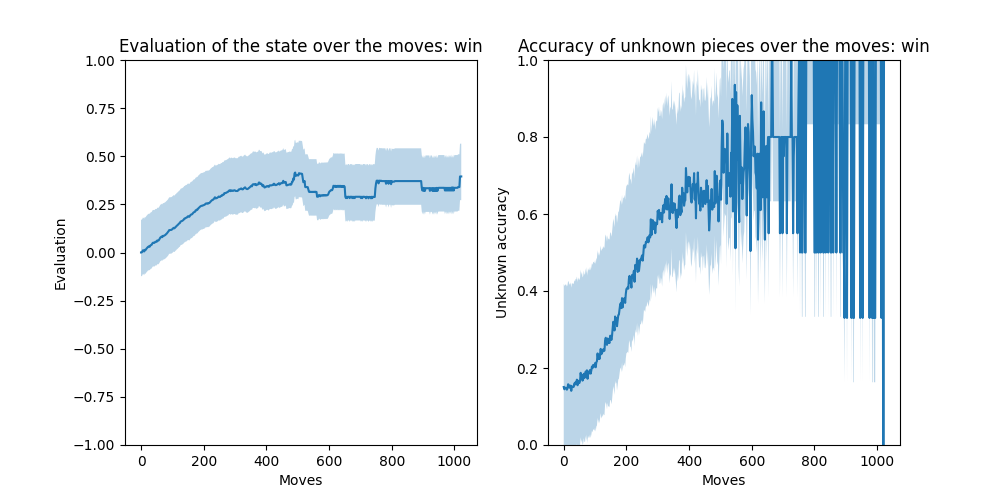 Evaluation of the state over the moves: win
1.00
0.75
0.50
0.25
0.00
−0.25
−0.50
−0.75
−1.00
Evaluation
0 200 400 600 800 1000
Moves
Accuracy of unknown pieces over the moves: win
1.0
0.8
0.6
0.4
0.2
0.0
Unknown accuracy
0 200 400 600 800 1000
Moves